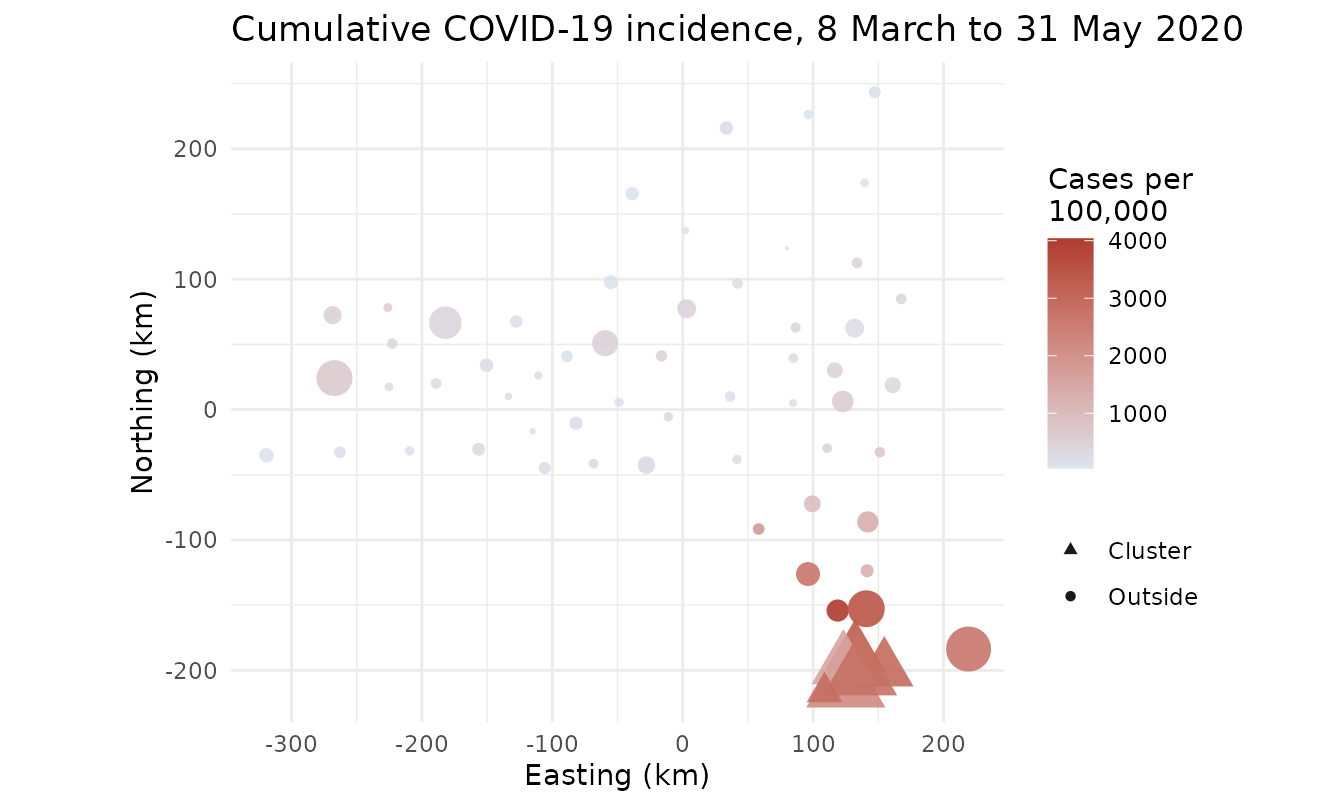 Cumulative COVID-19 incidence, 8 March to 31 May 2020
Northing (km)
200
100
0
-100
-200
-300
-200
-100
0
100
200
Easting (km)
Cases per
100,000
4000
3000
2000
1000
Cluster
Outside